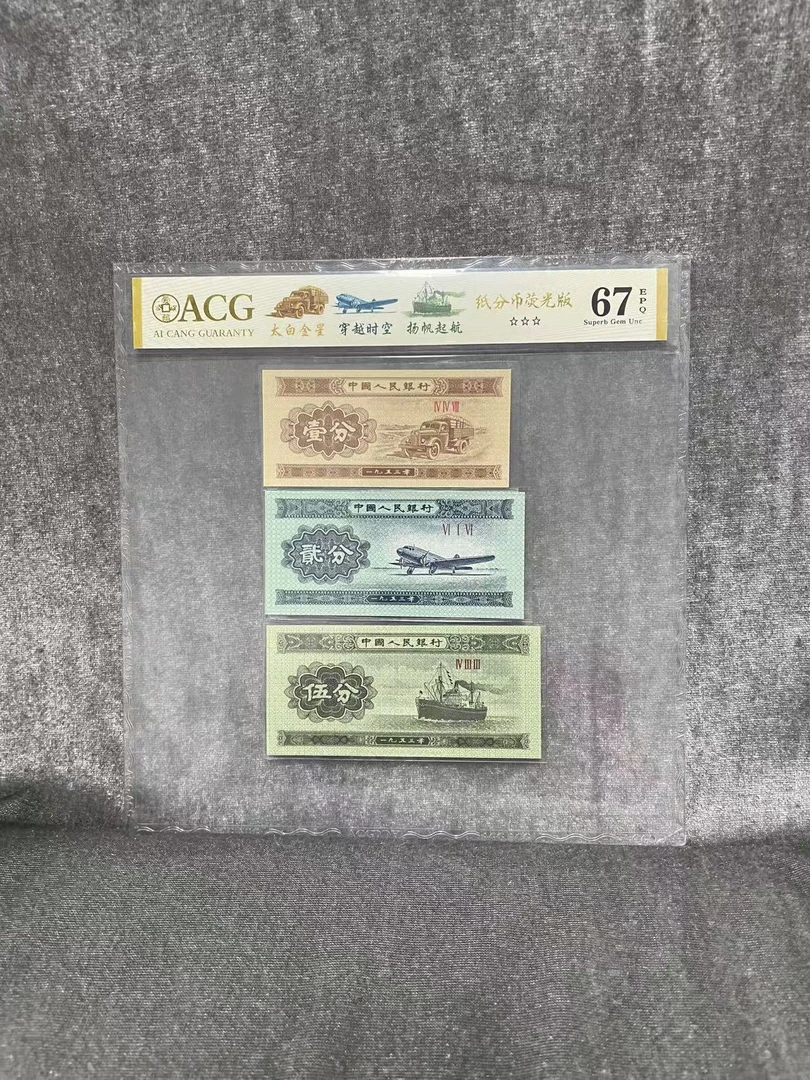 ACG
AI CANG GUARANTY
太白金星 穿越时空 扬帆起航
纸分币荧光版
☆☆☆
67 EPQ
Superb Gem Unc
中國人民銀行
IV IV VIII
壹分
一九五三年
中國人民銀行
VI I VI
貳分
一九五三年
中國人民銀行
IV III III
伍分
一九五三年